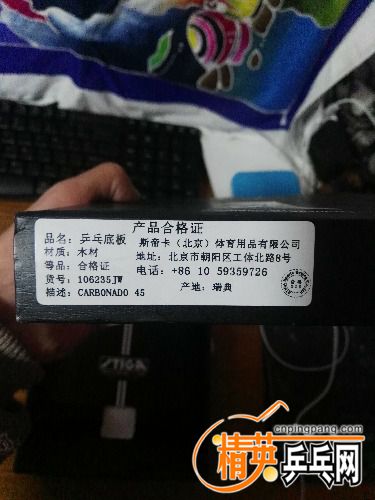 产品合格证
品名：乒乓底板
斯帝卡（北京）体育用品有限公司
材质：木材
地址：北京市朝阳区工体北路8号
等品：合格证
电话：+86 10 59359726
货号：106235JW
产地：瑞典
描述：CARBONADO 45
STIGA
cnpingpang.com
精英乒乓网